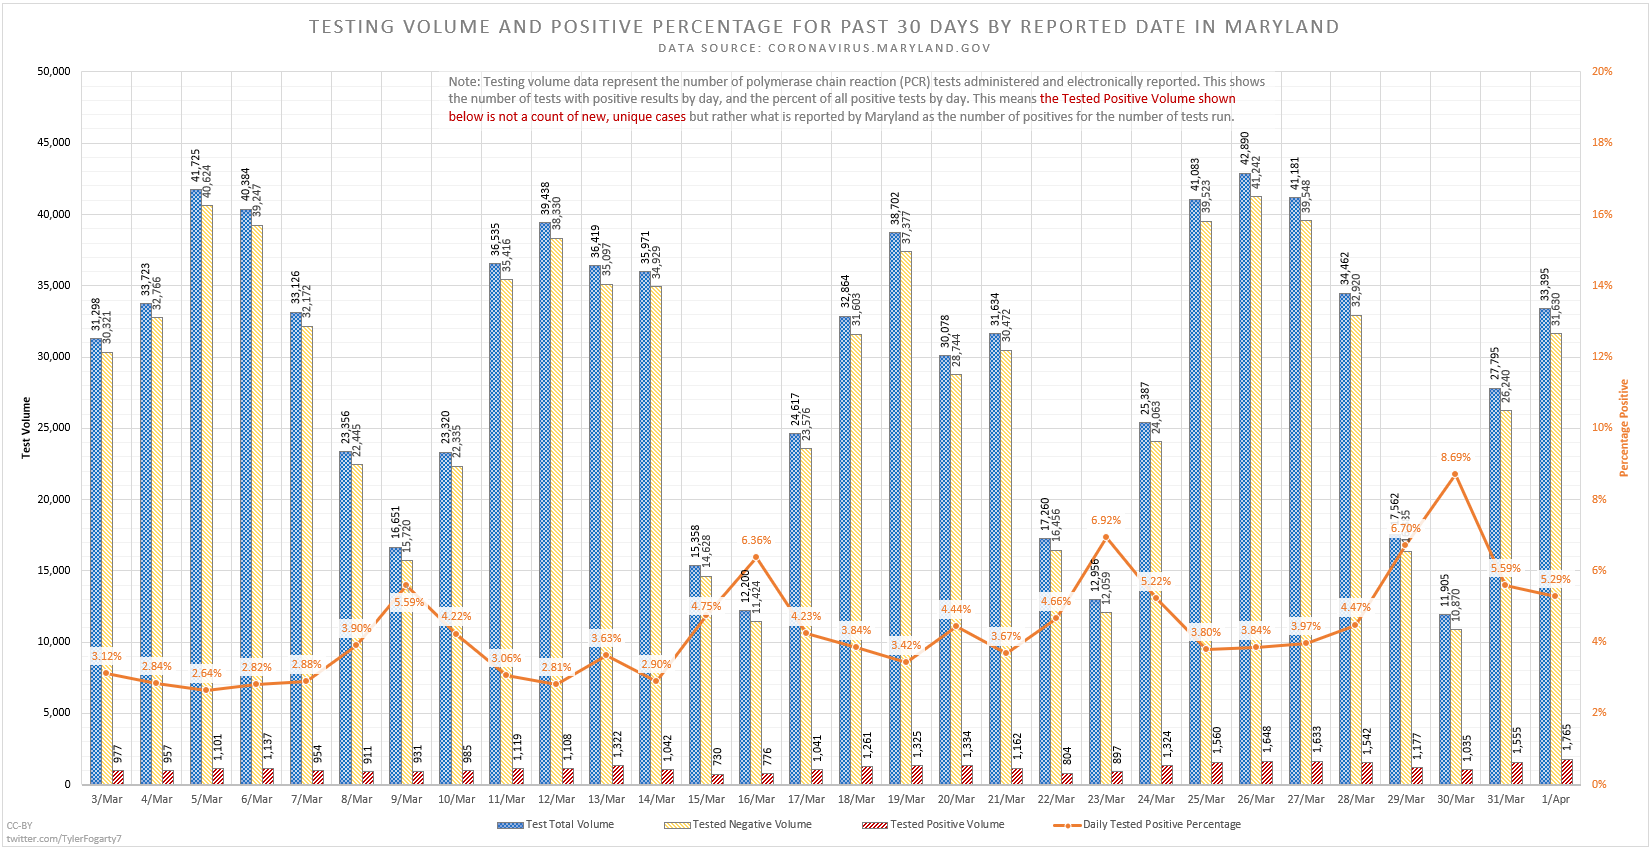 TESTING VOLUME AND POSITIVE PERCENTAGE FOR PAST 30 DAYS BY REPORTED DATE IN MARYLAND
DATA SOURCE: CORONAVIRUS.MARYLAND.GOV
Note: Testing volume data represent the number of polymerase chain reaction (PCR) tests administered and electronically reported. This shows
the number of tests with positive results by day, and the percent of all positive tests by day. This means the Tested Positive Volume shown
below is not a count of new, unique cases but rather what is reported by Maryland as the number of positives for the number of tests run.
Test Volume
50,000
45,000
40,000
35,000
30,000
25,000
20,000
15,000
10,000
5,000
0
31,298 30,321 3.12% 977
33,723 32,766 2.84% 957
41,725 40,624 2.64% 1,101
40,384 39,247 2.82% 1,137
33,126 32,172 2.88% 954
23,356 22,445 3.90% 911
16,651 15,720 5.59% 931
23,320 22,335 4.22% 985
36,535 35,416 3.06% 1,119
39,438 38,330 2.81% 1,108
36,419 35,097 3.63% 1,322
35,971 34,929 2.90% 1,042
15,358 14,628 4.75% 730
12,200 11,424 6.36% 776
24,617 23,576 4.23% 1,041
32,864 31,603 3.84% 1,261
38,702 37,377 3.42% 1,325
30,078 28,744 4.44% 1,334
31,634 30,472 3.67% 1,162
17,260 16,456 4.66% 804
12,956 12,059 6.92% 897
25,387 24,063 5.22% 1,324
41,083 39,523 3.80% 1,560
42,890 41,242 3.84% 1,648
41,181 39,548 3.97% 1,633
34,462 32,920 4.47% 1,542
6.70% 1,177
11,905 10,870 8.69% 1,035
27,795 26,240 5.59% 1,555
33,395 31,630 5.29% 1,765
20%
18%
16%
14%
12%
10%
8%
6%
4%
2%
0%
Percentage Positive
3/Mar 4/Mar 5/Mar 6/Mar 7/Mar 8/Mar 9/Mar 10/Mar 11/Mar 12/Mar 13/Mar 14/Mar 15/Mar 16/Mar 17/Mar 18/Mar 19/Mar 20/Mar 21/Mar 22/Mar 23/Mar 24/Mar 25/Mar 26/Mar 27/Mar 28/Mar 29/Mar 30/Mar 31/Mar 1/Apr
Test Total Volume Tested Negative Volume Tested Positive Volume Daily Tested Positive Percentage
CC-BY
twitter.com/TylerFogarty7